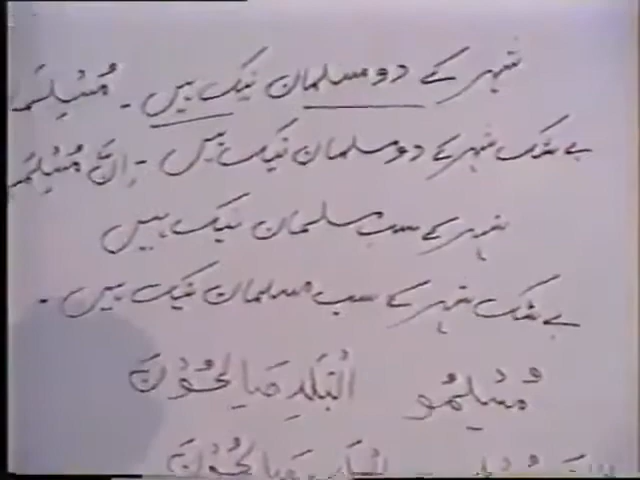 شہر کے دو مسلمان نیک ہیں ۔ مُسْلِمَ
بے شک شہر کے دو مسلمان نیک ہیں ۔ اِنَّ مُسْلِمَ
شہر کے سب مسلمان نیک ہیں
بے شک شہر کے سب مسلمان نیک ہیں ۔
مُسْلِمُو الْبَلَدِ صَالِحُوْنَ